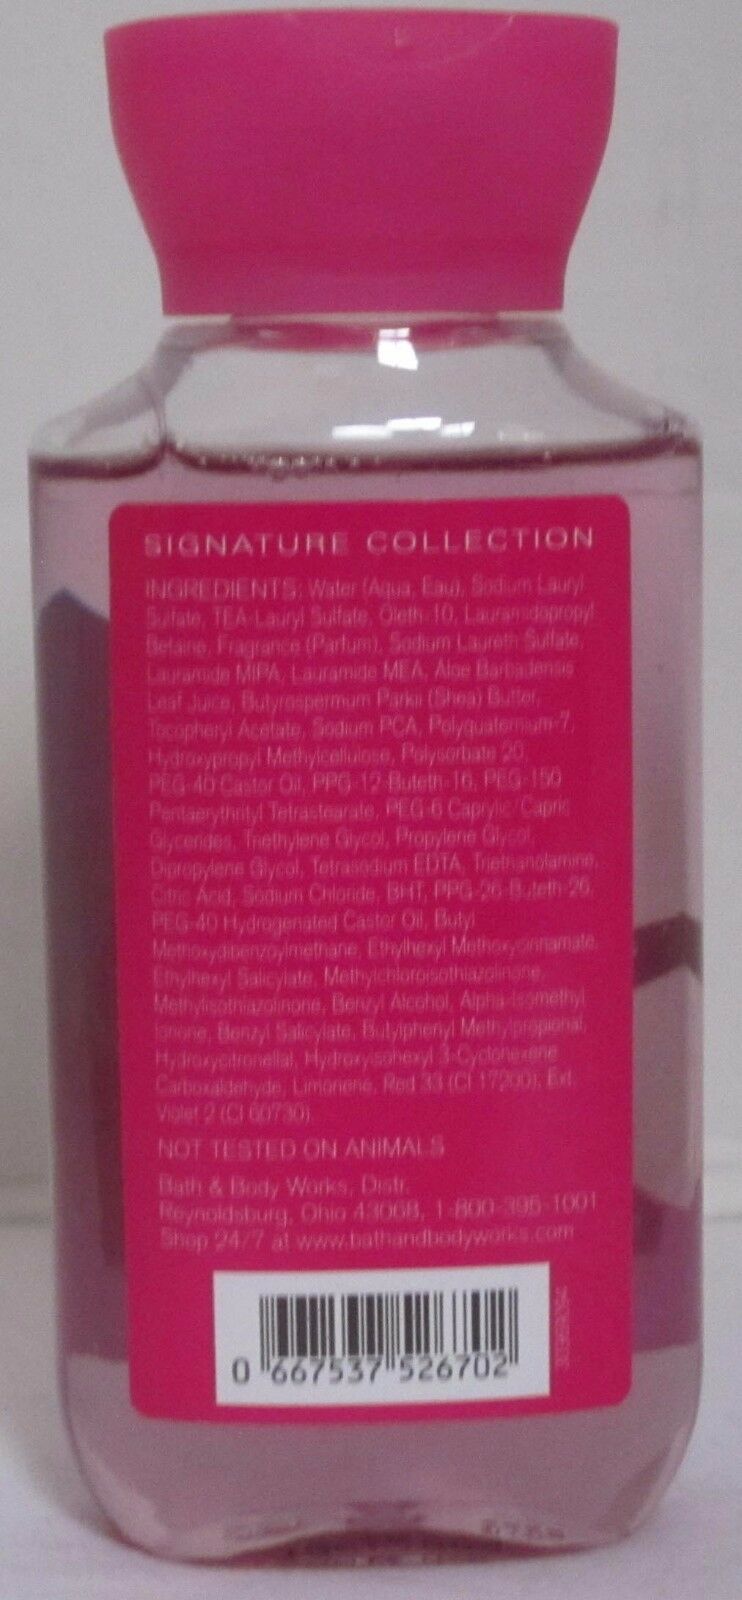 SIGNATURE COLLECTION
INGREDIENTS: Water (Aqua, Eau), Sodium Lauryl
Sulfate, TEA-Lauryl Sulfate, Oleth-10, Lauramidopropyl
Betaine, Fragrance (Parfum), Sodium Laureth Sulfate,
Lauramide MIPA, Lauramide MEA, Aloe Barbadensis
Leaf Juice, Butyrospermum Parkii (Shea) Butter,
Tocopheryl Acetate, Sodium PCA, Polyquaternium-7,
Hydroxypropyl Methylcellulose, Polysorbate 20,
PEG-40 Castor Oil, PPG-12-Buteth-16, PEG-150
Pentaerythrityl Tetrastearate, PEG-6 Caprylic/Capric
Glycerides, Triethylene Glycol, Propylene Glycol,
Dipropylene Glycol, Tetrasodium EDTA, Triethanolamine,
Citric Acid, Sodium Chloride, BHT, PPG-26-Buteth-26,
PEG-40 Hydrogenated Castor Oil, Butyl
Methoxydibenzoylmethane, Ethylhexyl Methoxycinnamate,
Ethylhexyl Salicylate, Methylchloroisothiazolinone,
Methylisothiazolinone, Benzyl Alcohol, Alpha-Isomethyl
Ionone, Benzyl Salicylate, Butylphenyl Methylpropional,
Hydroxycitronellal, Hydroxyisohexyl 3-Cyclohexene
Carboxaldehyde, Limonene, Red 33 (CI 17200), Ext.
Violet 2 (CI 60730).
NOT TESTED ON ANIMALS
Bath & Body Works, Distr.
Reynoldsburg, Ohio 43068, 1-800-395-1001
Shop 24/7 at www.bathandbodyworks.com
0 667537 526702